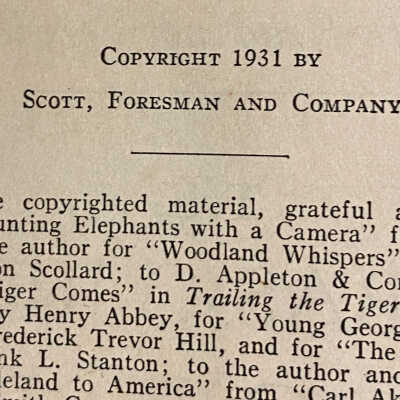 COPYRIGHT 1931 BY
SCOTT, FORESMAN AND COMPANY
copyrighted material, grateful
unting Elephants with a Camera"
author for "Woodland Whispers"
on Scollard; to D. Appleton & Co
iger Comes" in Trailing the Tiger
y Henry Abbey, for "Young Georg
rederick Trevor Hill, and for "The
nk L. Stanton; to the author and
eland to America" from "Carl Ak